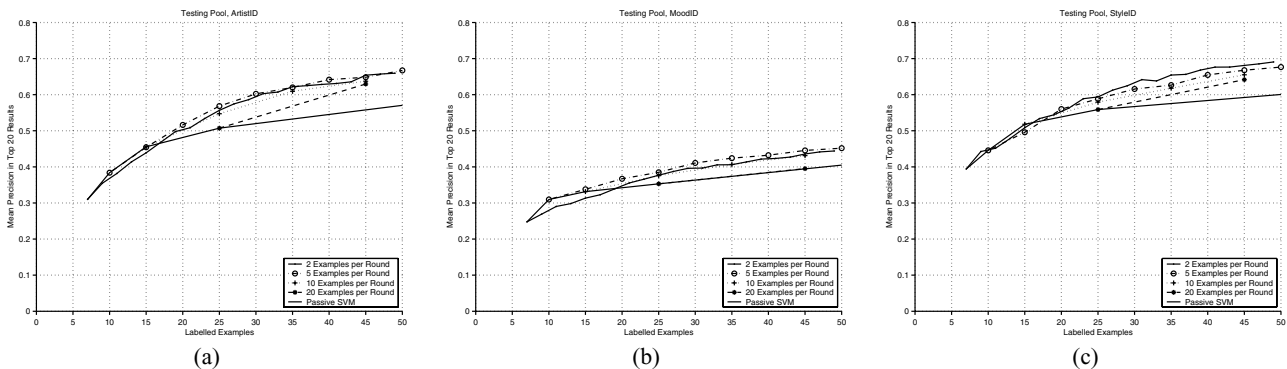 Testing Pool, ArtistID
0.8
0.7
0.6
0.5
0.4
0.3
0.2
0.1
0
Mean Precision in Top 20 Results
2 Examples per Round
5 Examples per Round
10 Examples per Round
20 Examples per Round
Passive SVM
0 5 10 15 20 25 30 35 40 45 50
Labelled Examples
(a)
Testing Pool, MoodID
0.8
0.7
0.6
0.5
0.4
0.3
0.2
0.1
0
Mean Precision in Top 20 Results
2 Examples per Round
5 Examples per Round
10 Examples per Round
20 Examples per Round
Passive SVM
0 5 10 15 20 25 30 35 40 45 50
Labelled Examples
(b)
Testing Pool, StyleID
0.8
0.7
0.6
0.5
0.4
0.3
0.2
0.1
0
Mean Precision in Top 20 Results
2 Examples per Round
5 Examples per Round
10 Examples per Round
20 Examples per Round
Passive SVM
0 5 10 15 20 25 30 35 40 45 50
Labelled Examples
(c)